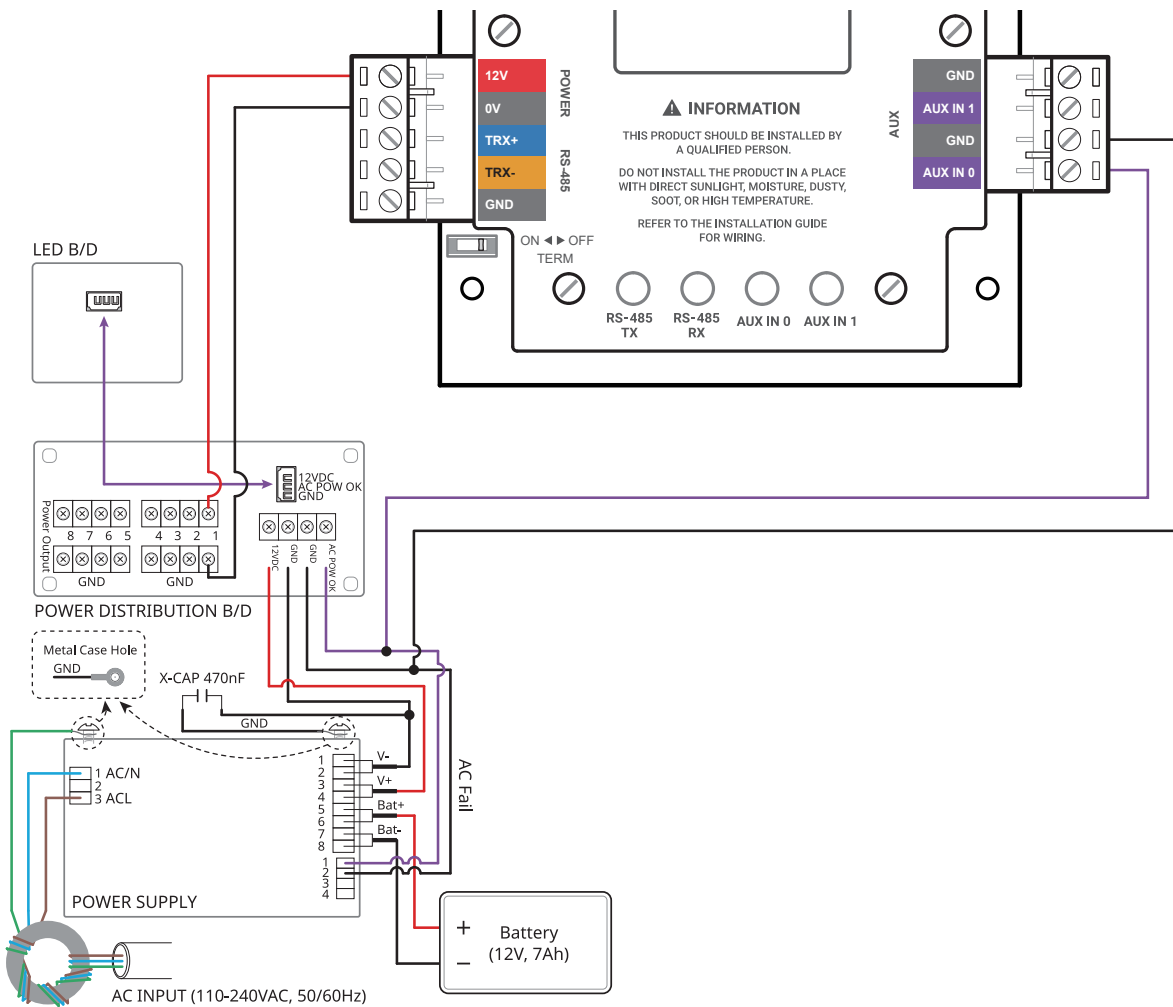 12V
0V
TRX+
TRX-
GND
POWER
RS-485
INFORMATION
THIS PRODUCT SHOULD BE INSTALLED BY
A QUALIFIED PERSON.
DO NOT INSTALL THE PRODUCT IN A PLACE
WITH DIRECT SUNLIGHT, MOISTURE, DUSTY,
SOOT, OR HIGH TEMPERATURE.
REFER TO THE INSTALLATION GUIDE
FOR WIRING.
AUX
GND
AUX IN 1
GND
AUX IN 0
ON ◀ ▶ OFF
TERM
RS-485
TX
RS-485
RX
AUX IN 0
AUX IN 1
LED B/D
12VDC
AC POW OK
GND
Power Output
8 7 6 5
4 3 2 1
GND
GND
12VDC
GND
GND
AC POW OK
POWER DISTRIBUTION B/D
Metal Case Hole
GND
X-CAP 470nF
GND
1 AC/N
2
3 ACL
1
2
3
4
5
6
7
8
V-
V+
Bat+
Bat-
1
2
3
4
AC Fail
POWER SUPPLY
+
−
Battery
(12V, 7Ah)
AC INPUT (110-240VAC, 50/60Hz)